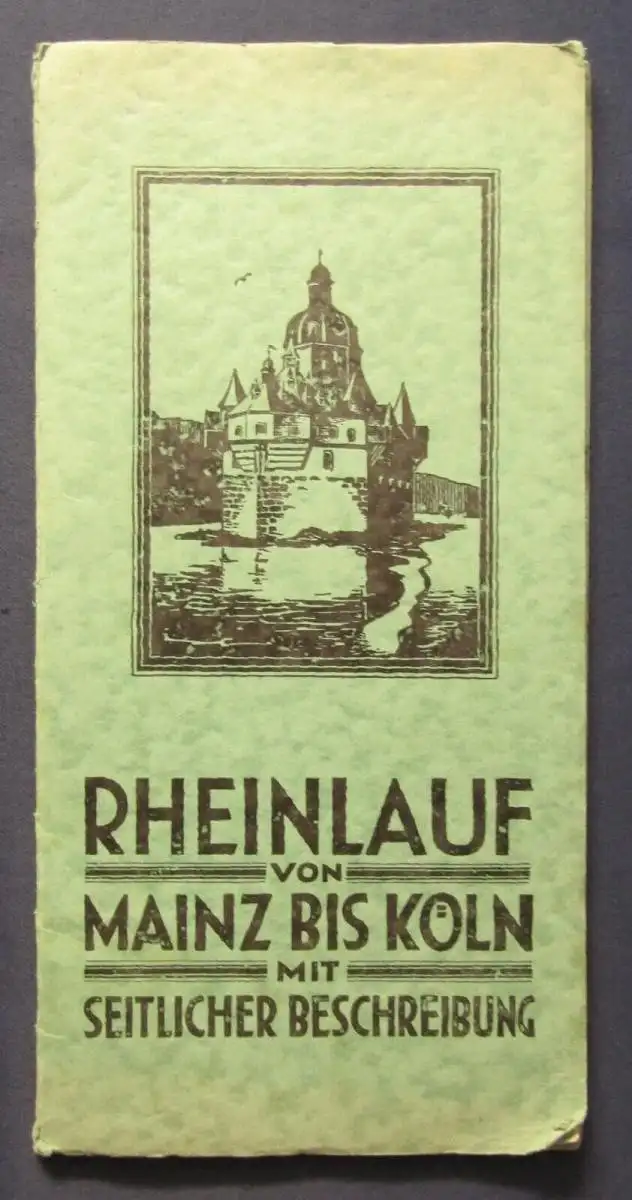 RHEINLAUF
VON
MAINZ BIS KÖLN
MIT
SEITLICHER BESCHREIBUNG